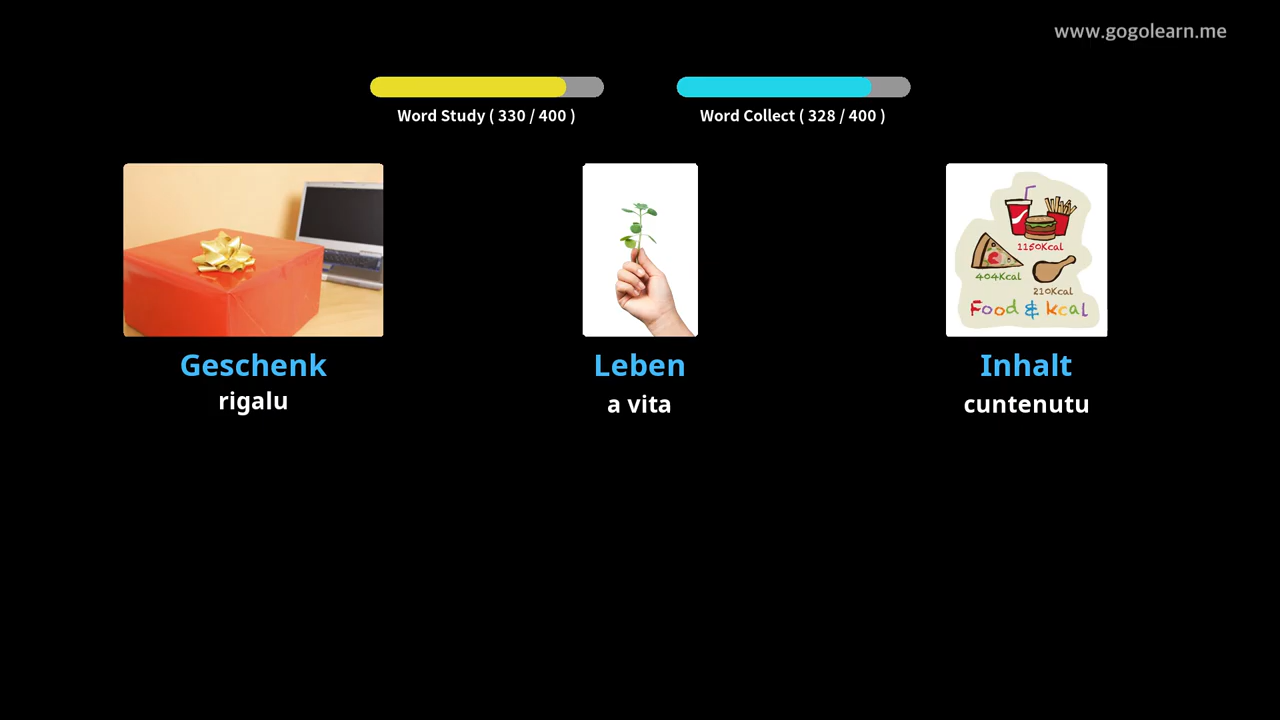 www.gogolearn.me
Word Study ( 330 / 400 )
Word Collect ( 328 / 400 )
1150Kcal
404Kcal
210Kcal
Food & kcal
Geschenk
Leben
Inhalt
rigalu
a vita
cuntenutu